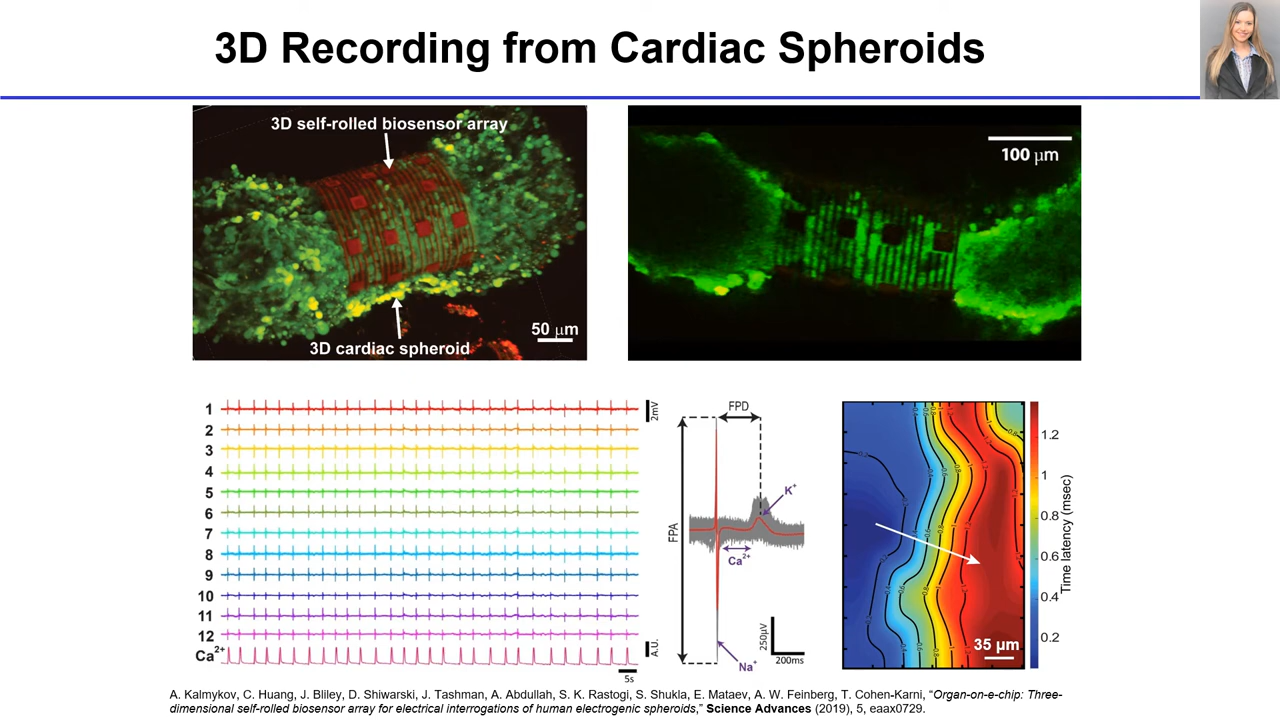 3D Recording from Cardiac Spheroids
3D self-rolled biosensor array
3D cardiac spheroid
50 μm
100 μm
1
2
3
4
5
6
7
8
9
10
11
12
Ca²⁺
2mV
A.U.
5s
FPD
FPA
K⁺
Ca²⁺
Na⁺
250μV
200ms
1.2
1
0.8
0.6
0.4
0.2
Time latency (msec)
35 μm
A. Kalmykov, C. Huang, J. Bliley, D. Shiwarski, J. Tashman, A. Abdullah, S. K. Rastogi, S. Shukla, E. Mataev, A. W. Feinberg, T. Cohen-Karni, “Organ-on-e-chip: Three-
dimensional self-rolled biosensor array for electrical interrogations of human electrogenic spheroids,” Science Advances (2019), 5, eaax0729.